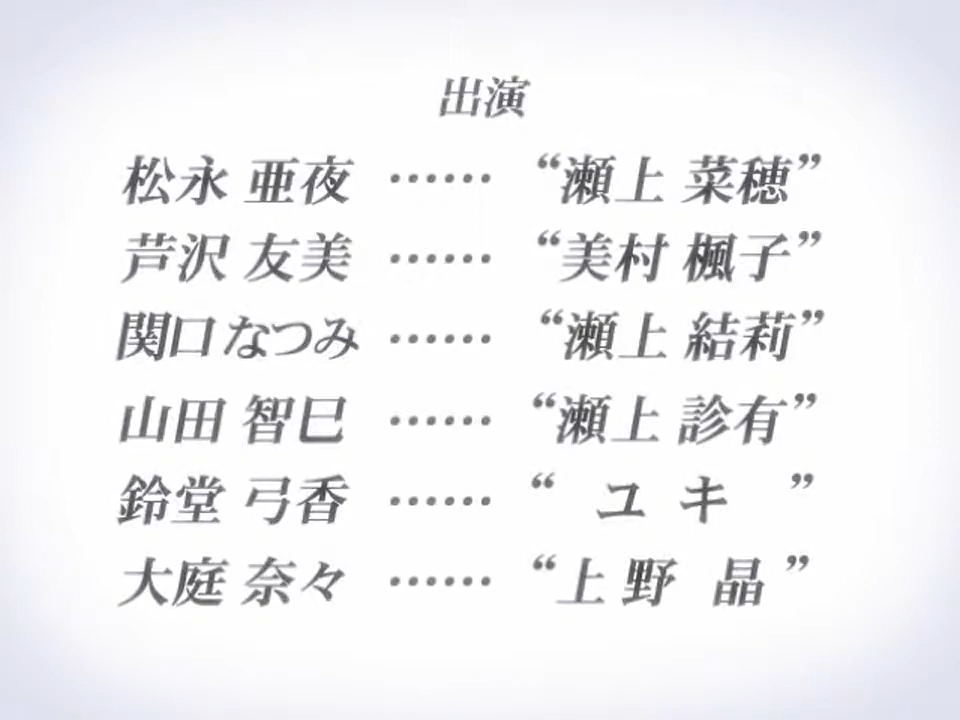 出演
松永 亜夜 …… “瀬上 菜穂”
芦沢 友美 …… “美村 楓子”
関口 なつみ …… “瀬上 結莉”
山田 智巳 …… “瀬上 診有”
鈴堂 弓香 …… “ ユ キ ”
大庭 奈々 …… “上 野 晶 ”